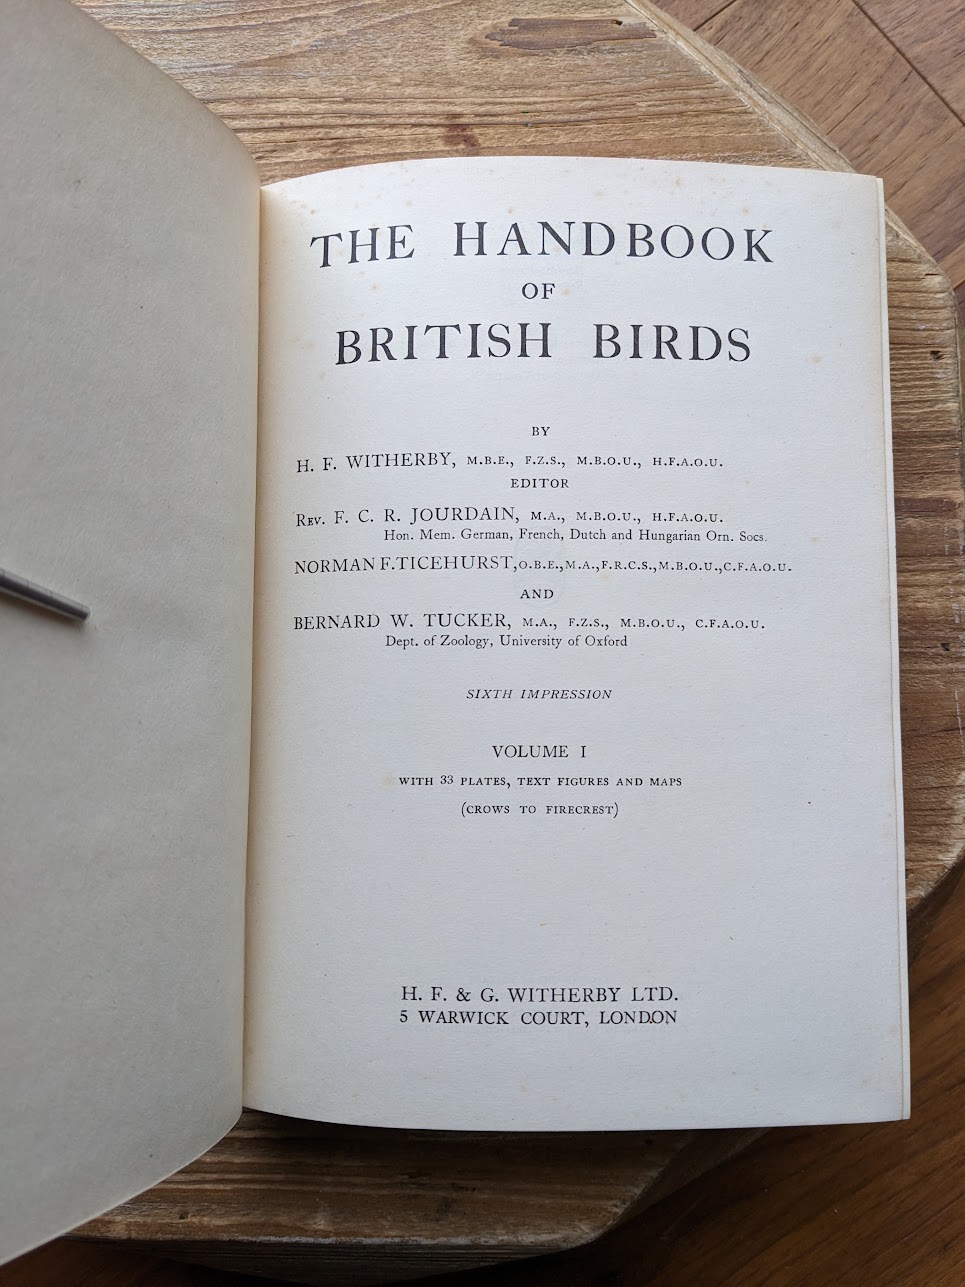 THE HANDBOOK
OF
BRITISH BIRDS
BY
H. F. WITHERBY, M.B.E., F.Z.S., M.B.O.U., H.F.A.O.U.
EDITOR
REV. F. C. R. JOURDAIN, M.A., M.B.O.U., H.F.A.O.U.
Hon. Mem. German, French, Dutch and Hungarian Orn. Socs.
NORMAN F. TICEHURST, O.B.E., M.A., F.R.C.S., M.B.O.U., C.F.A.O.U.
AND
BERNARD W. TUCKER, M.A., F.Z.S., M.B.O.U., C.F.A.O.U.
Dept. of Zoology, University of Oxford
SIXTH IMPRESSION
VOLUME I
WITH 33 PLATES, TEXT FIGURES AND MAPS
(CROWS TO FIRECREST)
H. F. & G. WITHERBY LTD.
5 WARWICK COURT, LONDON